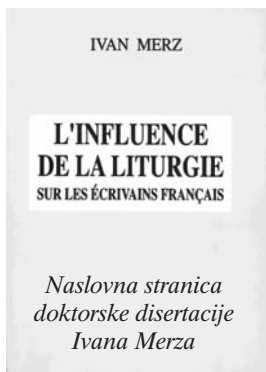 IVAN MERZ
L'INFLUENCE
DE LA LITURGIE
SUR LES ÉCRIVAINS FRANÇAIS
Naslovna stranica
doktorske disertacije
Ivana Merza